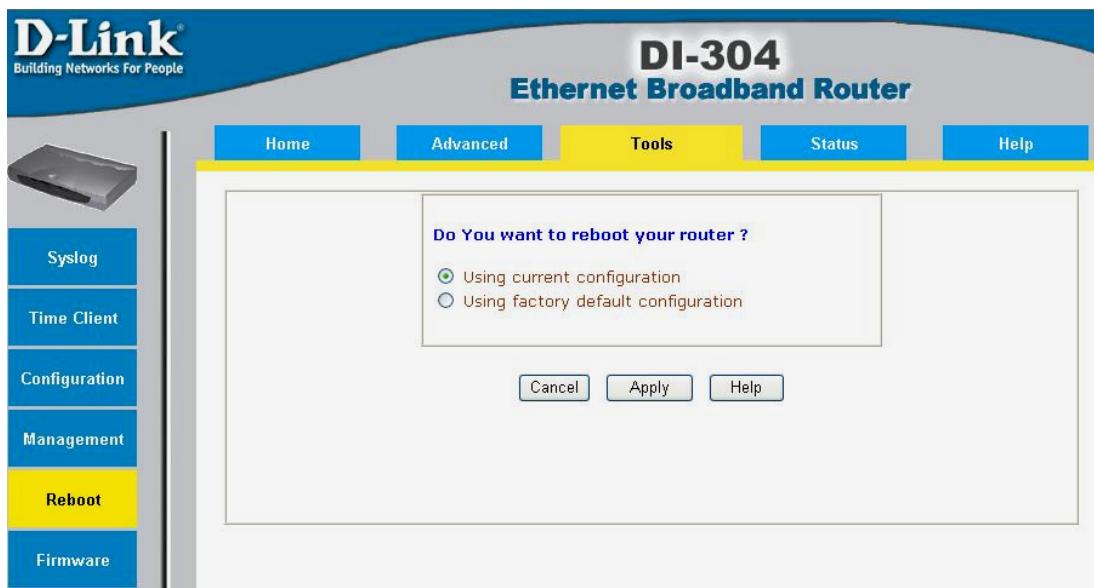 D-Link
Building Networks For People
DI-304
Ethernet Broadband Router
Home
Advanced
Tools
Status
Help
Syslog
Time Client
Configuration
Management
Reboot
Firmware
Do You want to reboot your router ?
Using current configuration
Using factory default configuration
Cancel
Apply
Help